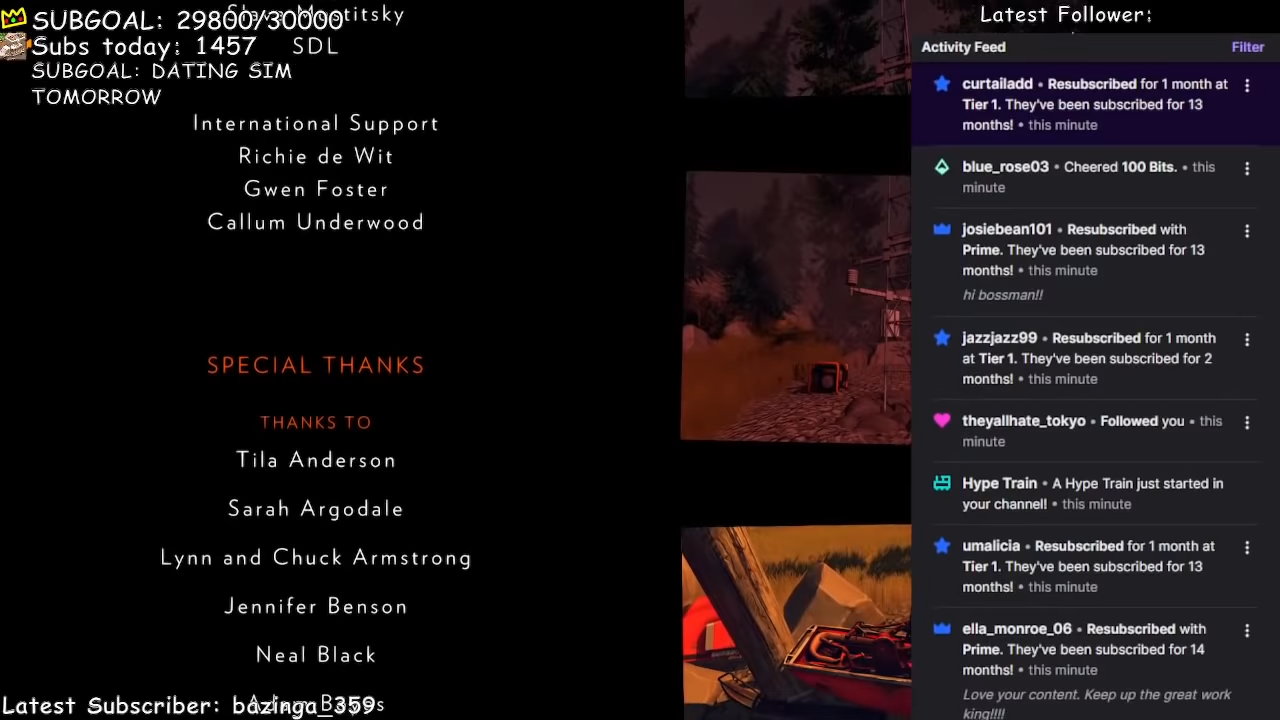 SUBGOAL: 29800/30000
Subs today: 1457
SUBGOAL: DATING SIM
TOMORROW
SDL
International Support
Richie de Wit
Gwen Foster
Callum Underwood
SPECIAL THANKS
THANKS TO
Tila Anderson
Sarah Argodale
Lynn and Chuck Armstrong
Jennifer Benson
Neal Black
Latest Subscriber: bazinga_359
Latest Follower:
Activity Feed
Filter
curtailadd • Resubscribed for 1 month at
Tier 1. They've been subscribed for 13
months! • this minute
blue_rose03 • Cheered 100 Bits. • this
minute
josiebean101 • Resubscribed with
Prime. They've been subscribed for 13
months! • this minute
hi bossman!!
jazzjazz99 • Resubscribed for 1 month
at Tier 1. They've been subscribed for 2
months! • this minute
theyallhate_tokyo • Followed you • this
minute
Hype Train • A Hype Train just started in
your channel! • this minute
umalicia • Resubscribed for 1 month at
Tier 1. They've been subscribed for 13
months! • this minute
ella_monroe_06 • Resubscribed with
Prime. They've been subscribed for 14
months! • this minute
Love your content. Keep up the great work
king!!!!